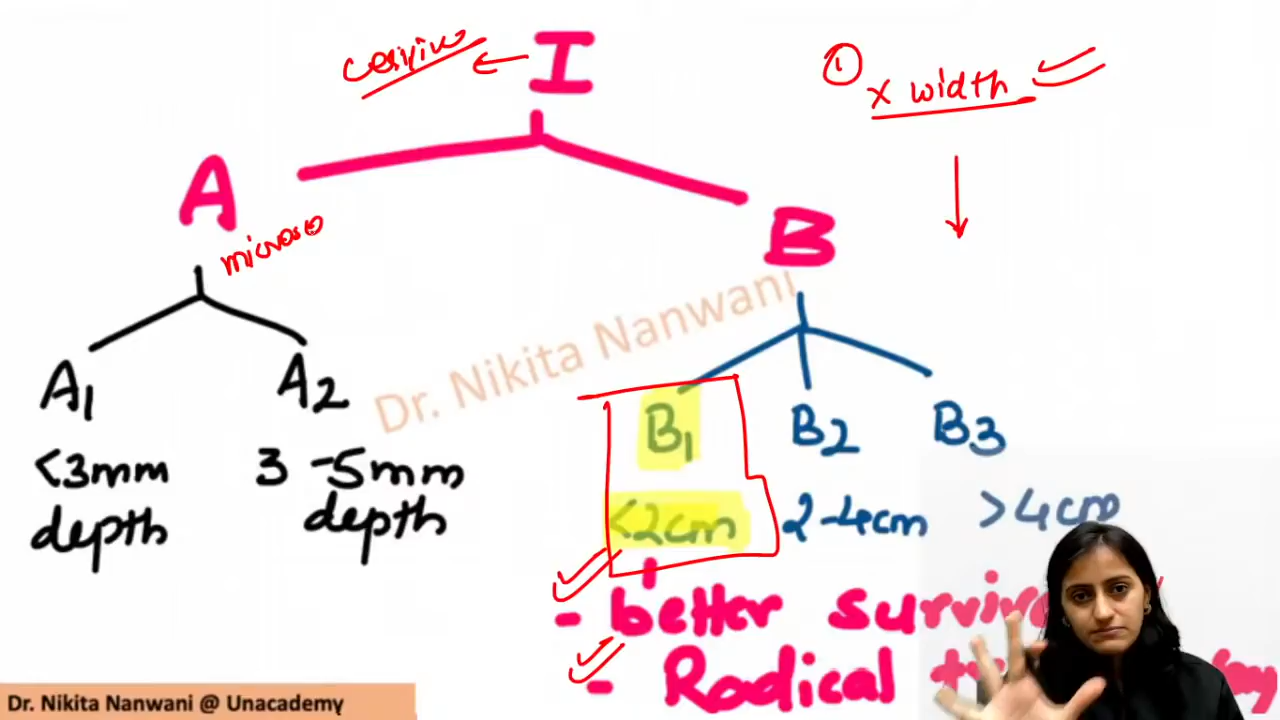 I
cervix
① x width
A
B
micros
Dr. Nikita Nanwani
A1
A2
B1
B2
B3
<3mm
depth
3-5mm
depth
<2cm
2-4cm
>4cm
- better
- Radical
Dr. Nikita Nanwani @ Unacademy